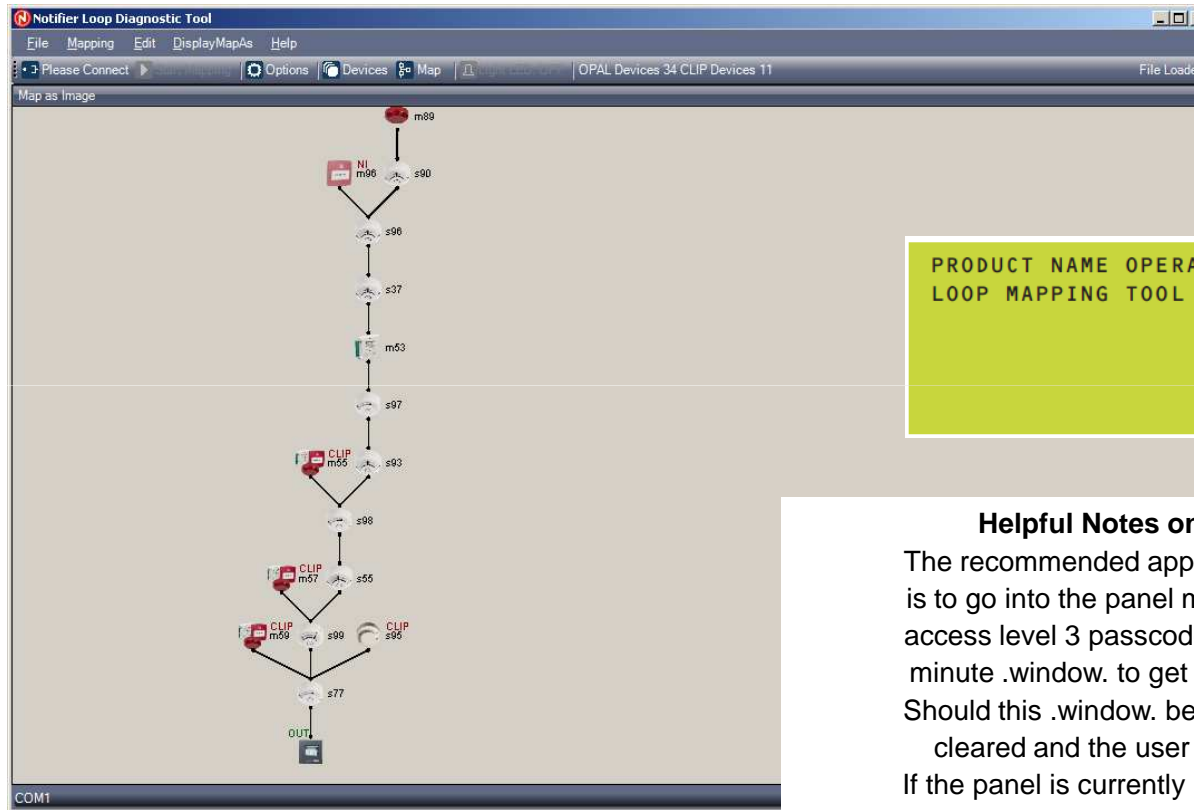 Notifier Loop Diagnostic Tool
File Mapping Edit DisplayMapAs Help
Please Connect Options Devices Map OPAL Devices 34 CLIP Devices 11 File Loade
Map as Image
m89
NI
m96 s90
s96
s37
m53
s97
CLIP
m55 s93
s98
CLIP
m57 s55
CLIP CLIP
m59 s99 s95
s77
OUT
COM1
PRODUCT NAME OPERA
LOOP MAPPING TOOL
Helpful Notes or
The recommended app
is to go into the panel m
access level 3 passcod
minute .window. to get
Should this .window. be
cleared and the user
If the panel is currently